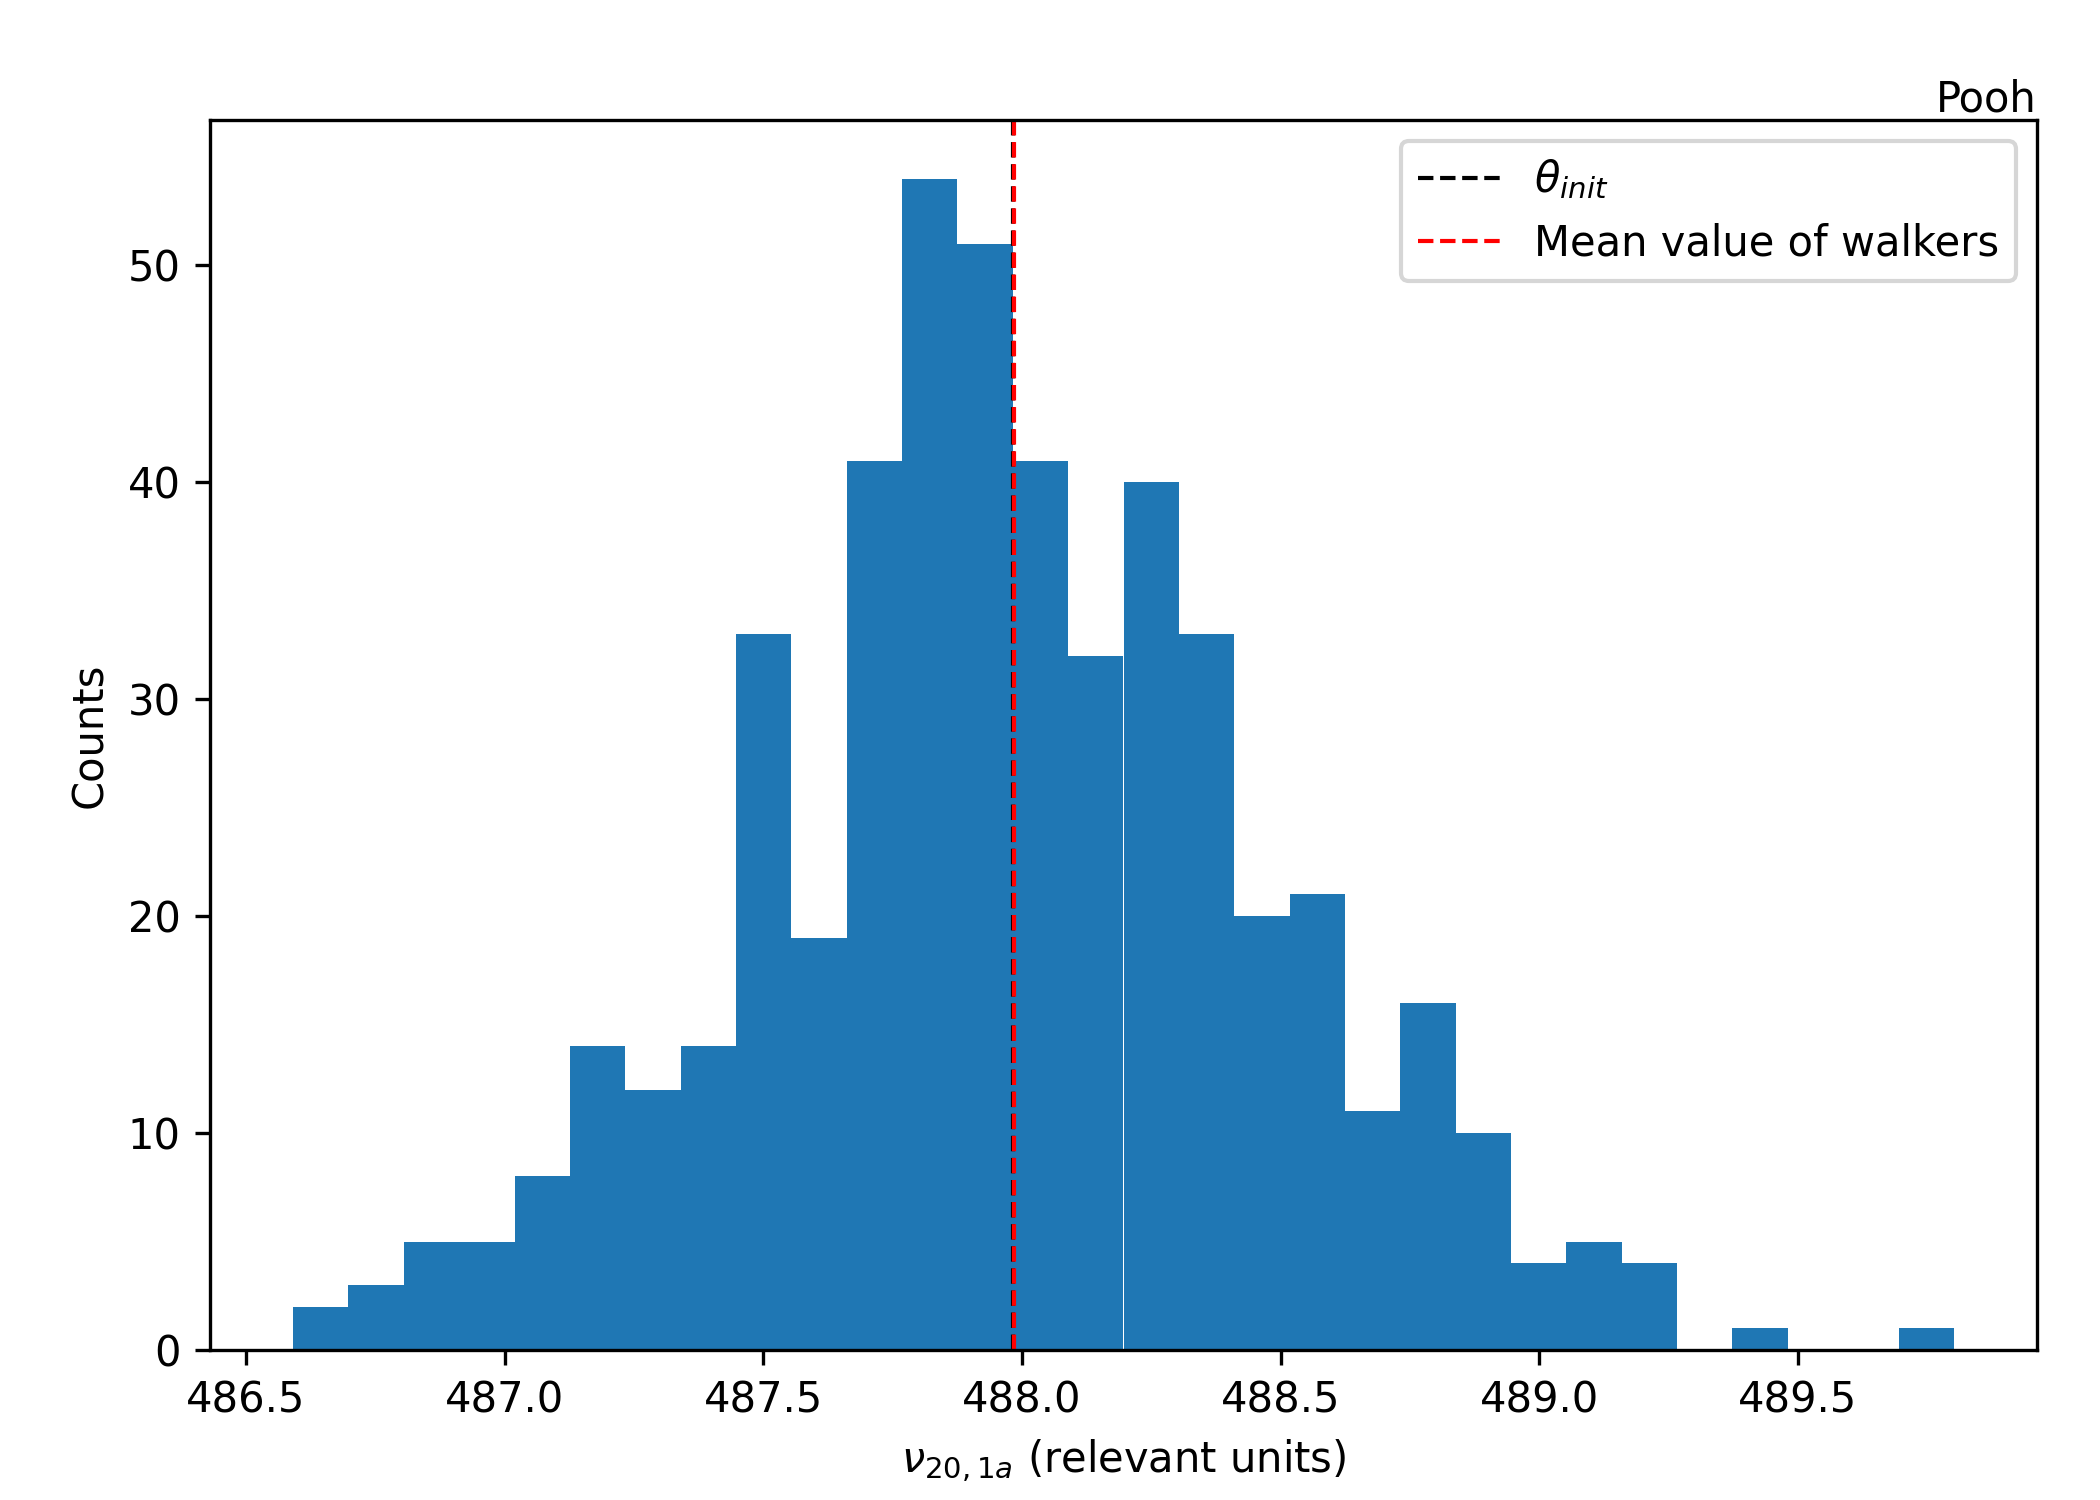 Pooh
θinit
Mean value of walkers
Counts
50
40
30
20
10
0
486.5 487.0 487.5 488.0 488.5 489.0 489.5
ν20,1a (relevant units)